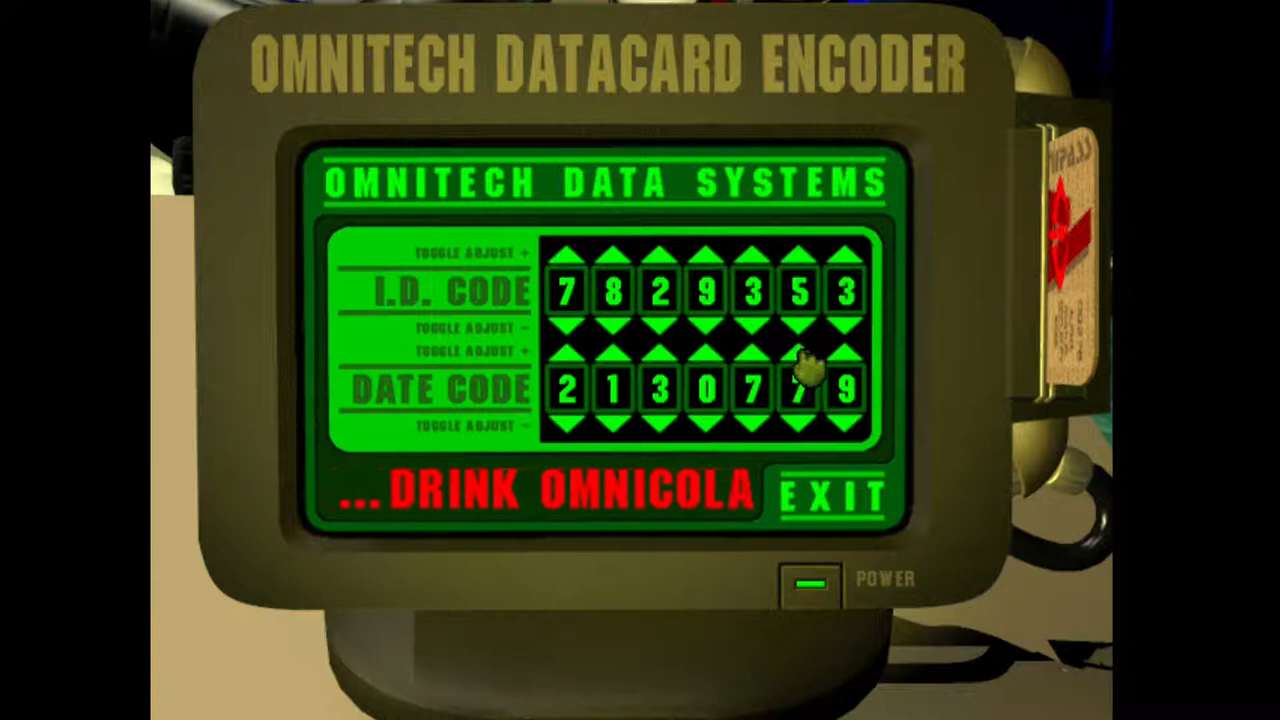 OMNITECH DATACARD ENCODER
OMNITECH DATA SYSTEMS
TOGGLE ADJUST +
I.D. CODE 7 8 2 9 3 5 3
TOGGLE ADJUST -
TOGGLE ADJUST +
DATE CODE 2 1 3 0 7 7 9
TOGGLE ADJUST -
...DRINK OMNICOLA
EXIT
POWER